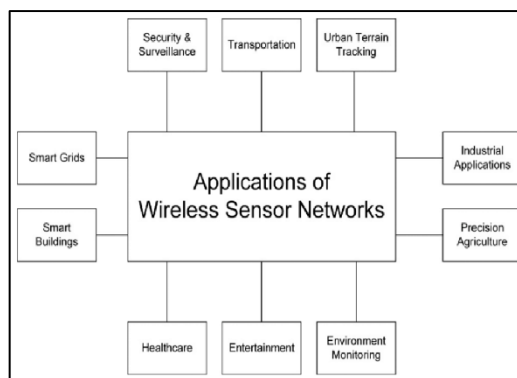 Security &
Surveillance
Transportation
Urban Terrain
Tracking
Smart Grids
Industrial
Applications
Applications of
Wireless Sensor Networks
Smart
Buildings
Precision
Agriculture
Healthcare
Entertainment
Environment
Monitoring